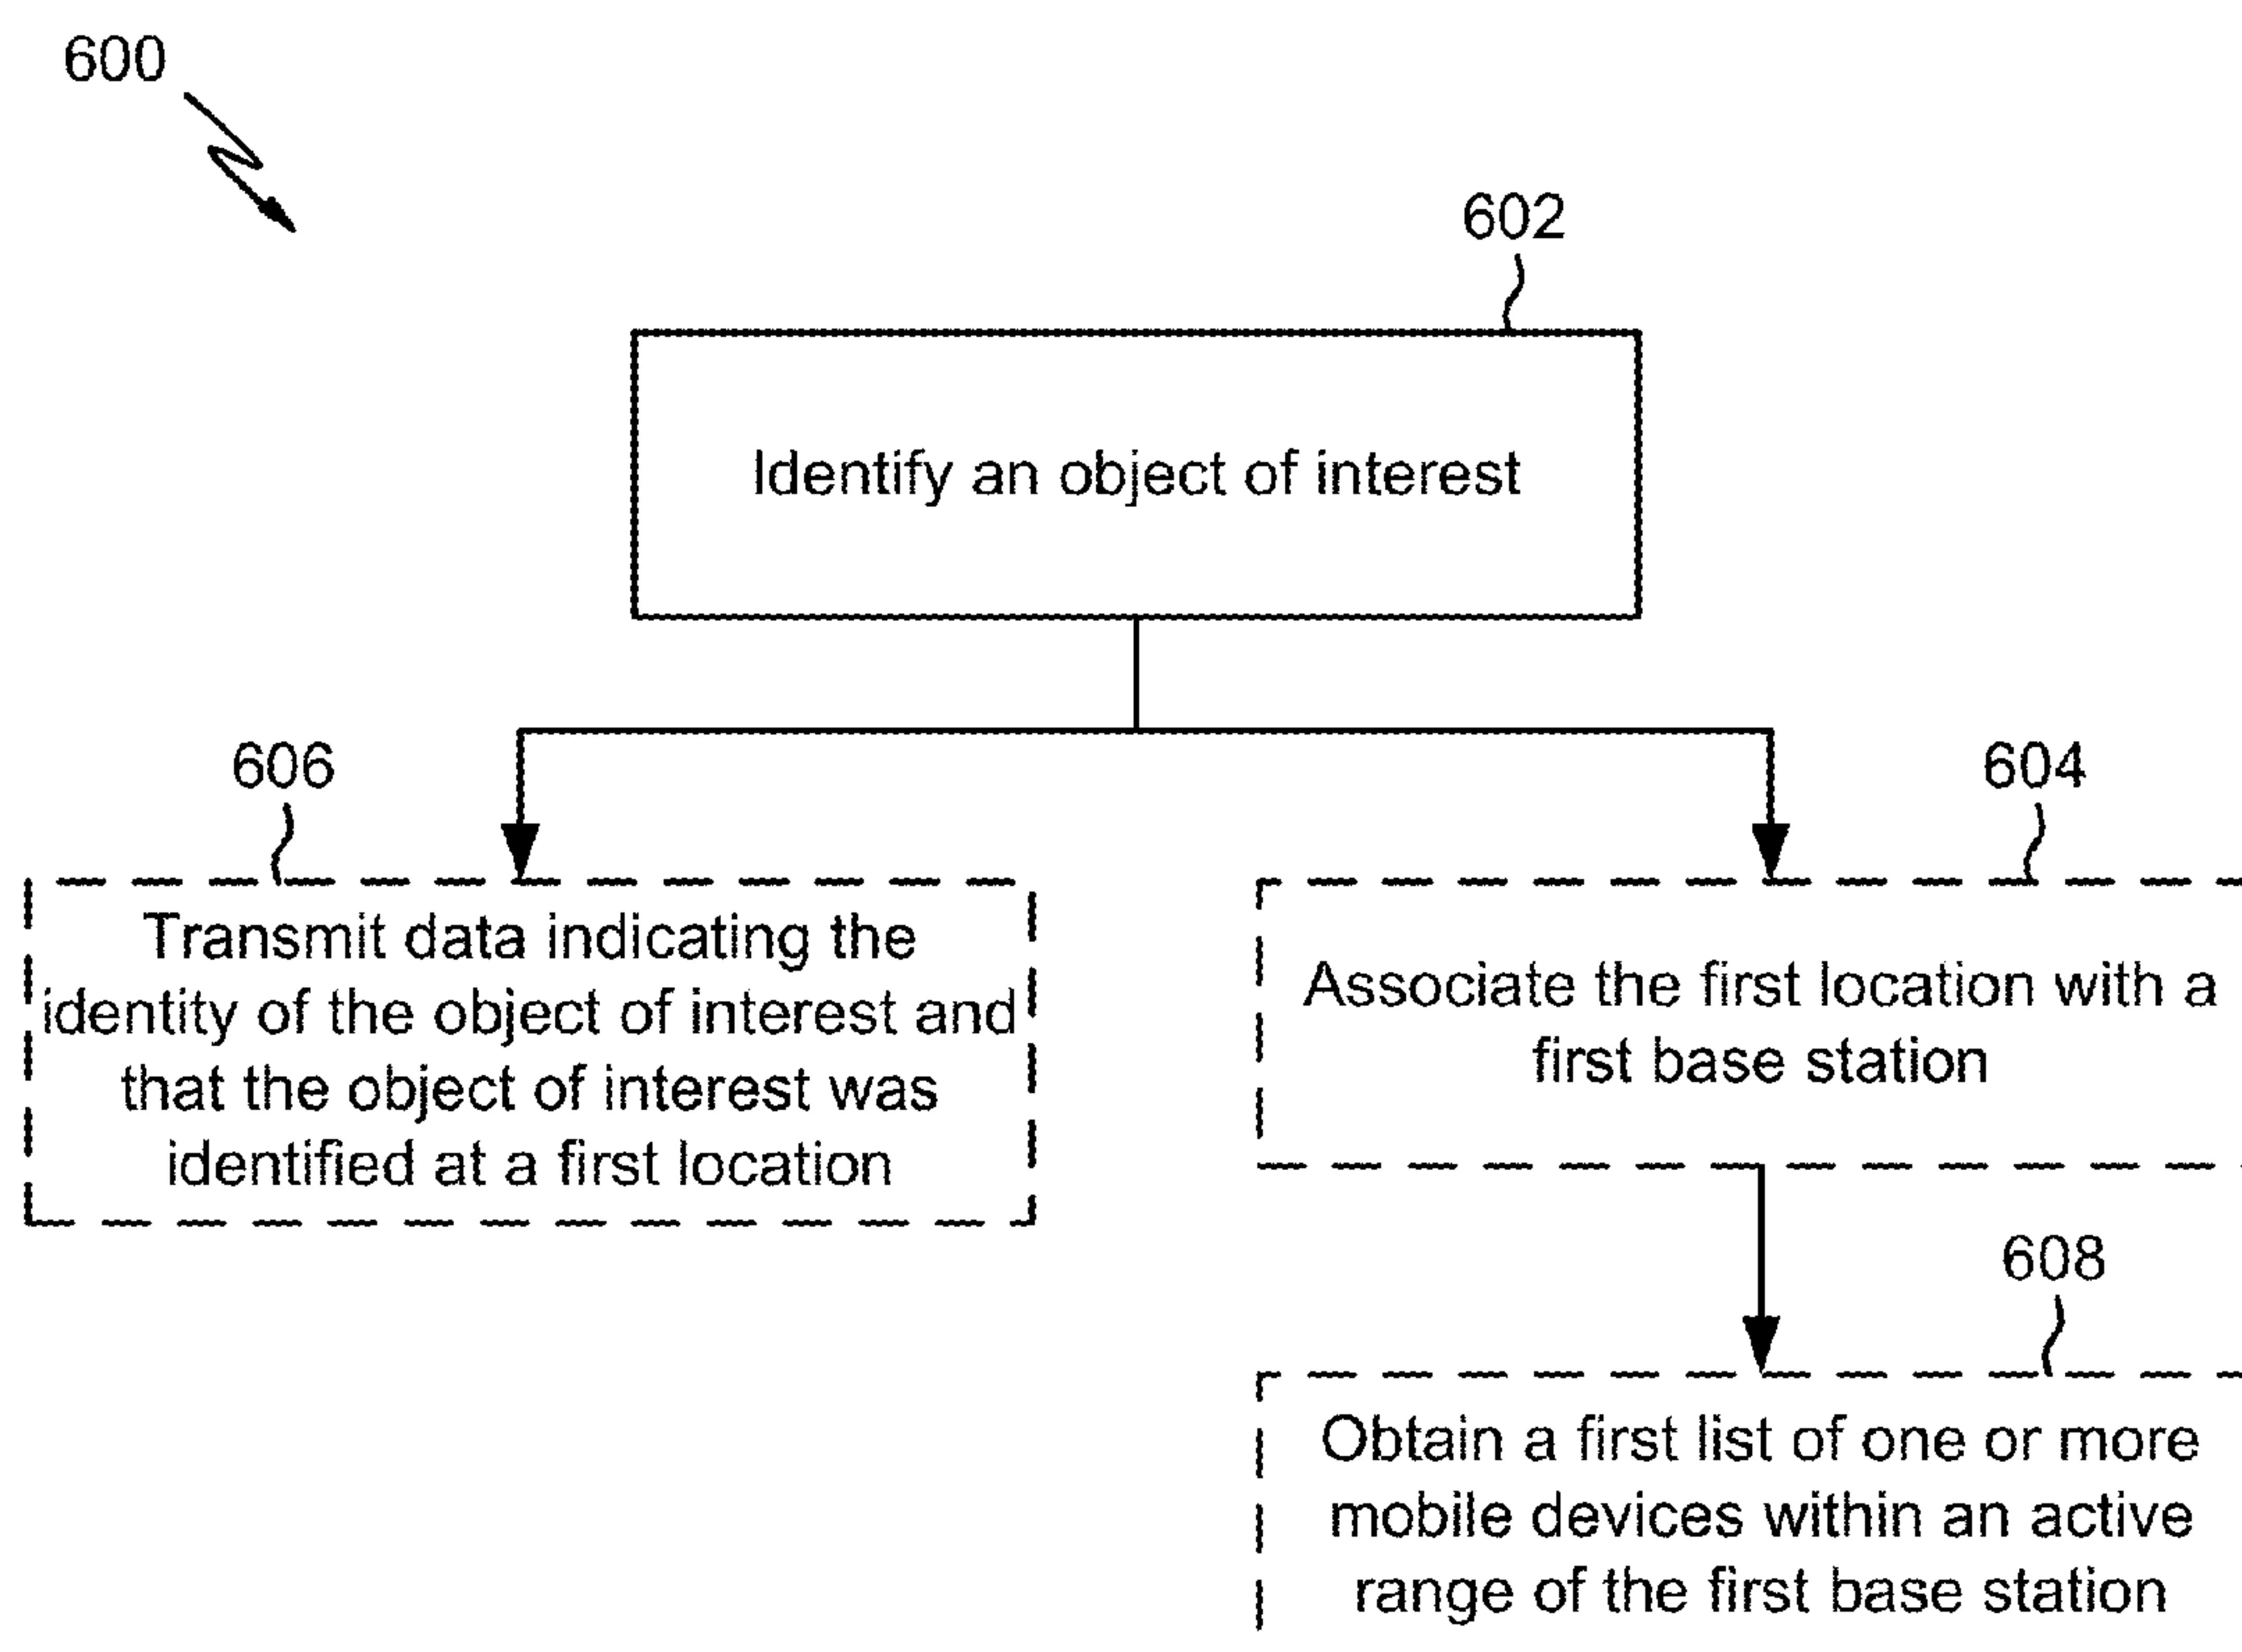 600
602
Identify an object of interest
606
604
Transmit data indicating the
identity of the object of interest and
that the object of interest was
identified at a first location
Associate the first location with a
first base station
608
Obtain a first list of one or more
mobile devices within an active
range of the first base station